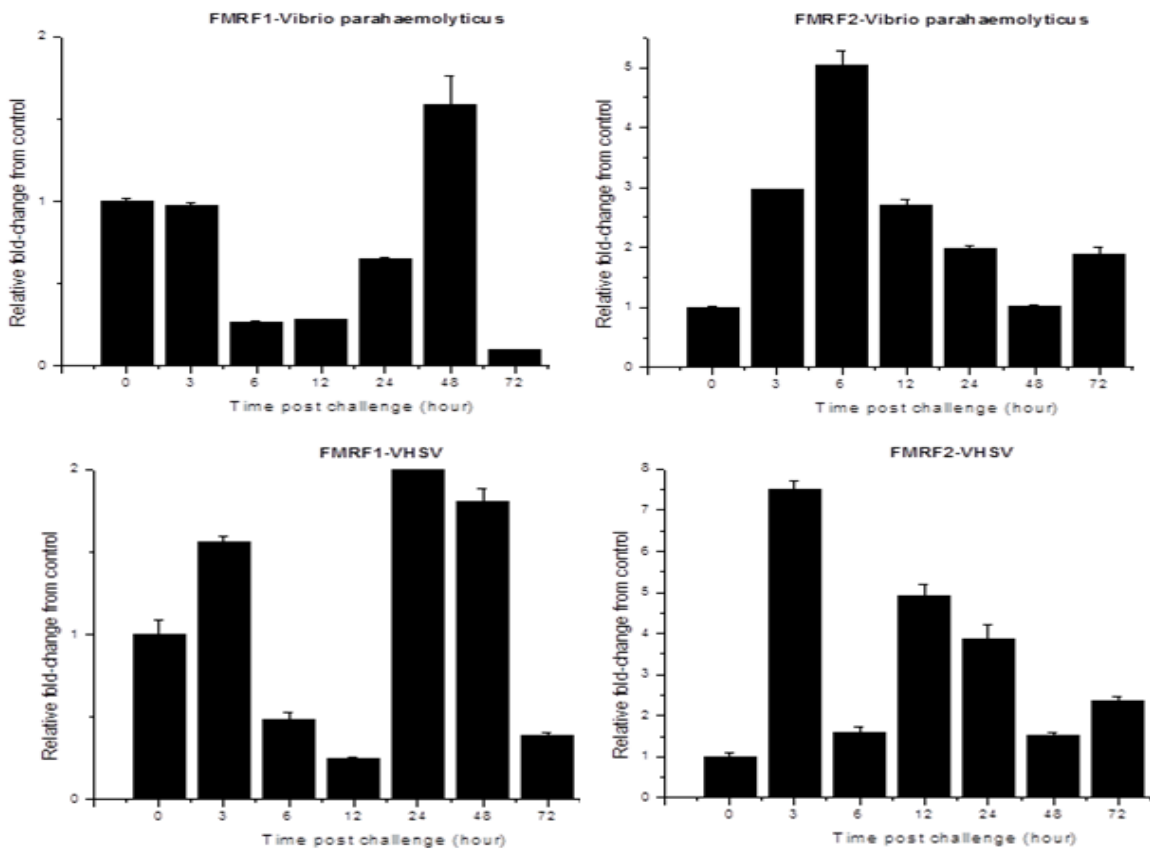 FMRF1-Vibrio parahaemolyticus
2
1
0
Relative fold-change from control
0 3 6 12 24 48 72
Time post challenge (hour)
FMRF2-Vibrio parahaemolyticus
5
4
3
2
1
0
Relative fold-change from control
0 3 6 12 24 48 72
Time post challenge (hour)
FMRF1-VHSV
2
1
0
Relative fold-change from control
0 3 6 12 24 48 72
Time post challenge (hour)
FMRF2-VHSV
8
7
6
5
4
2
1
0
Relative fold-change from control
0 3 6 12 24 48 72
Time post challenge (hour)